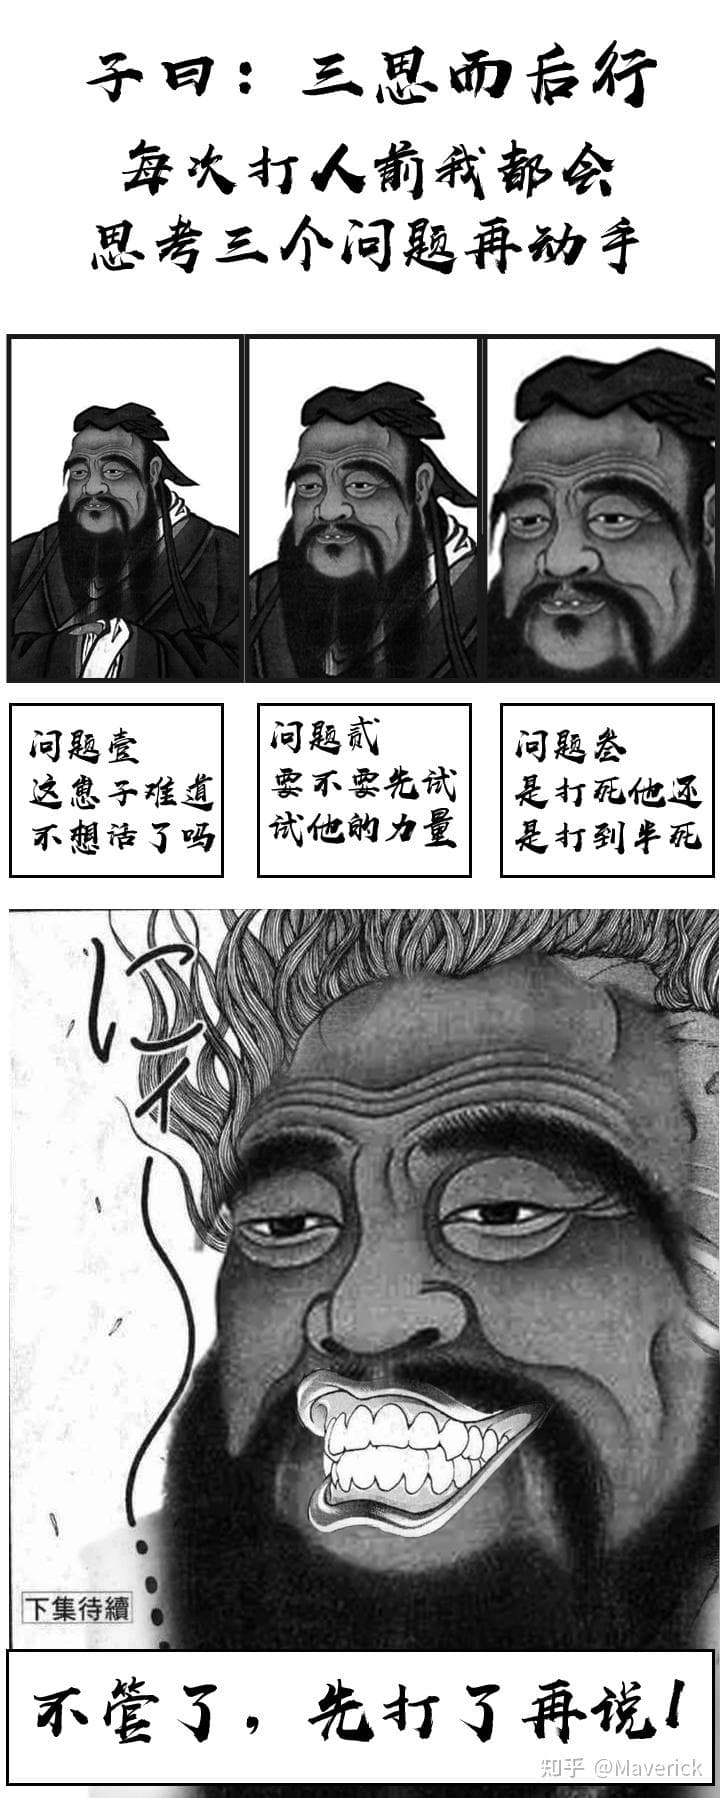 子曰：三思而后行
每次打人前我都会
思考三个问题再动手
问题壹
这崽子难道
不想活了吗
问题贰
要不要先试
试他的力量
问题叁
是打死他还
是打到半死
にィ
下集待續
不管了，先打了再说！
知乎 @Maverick